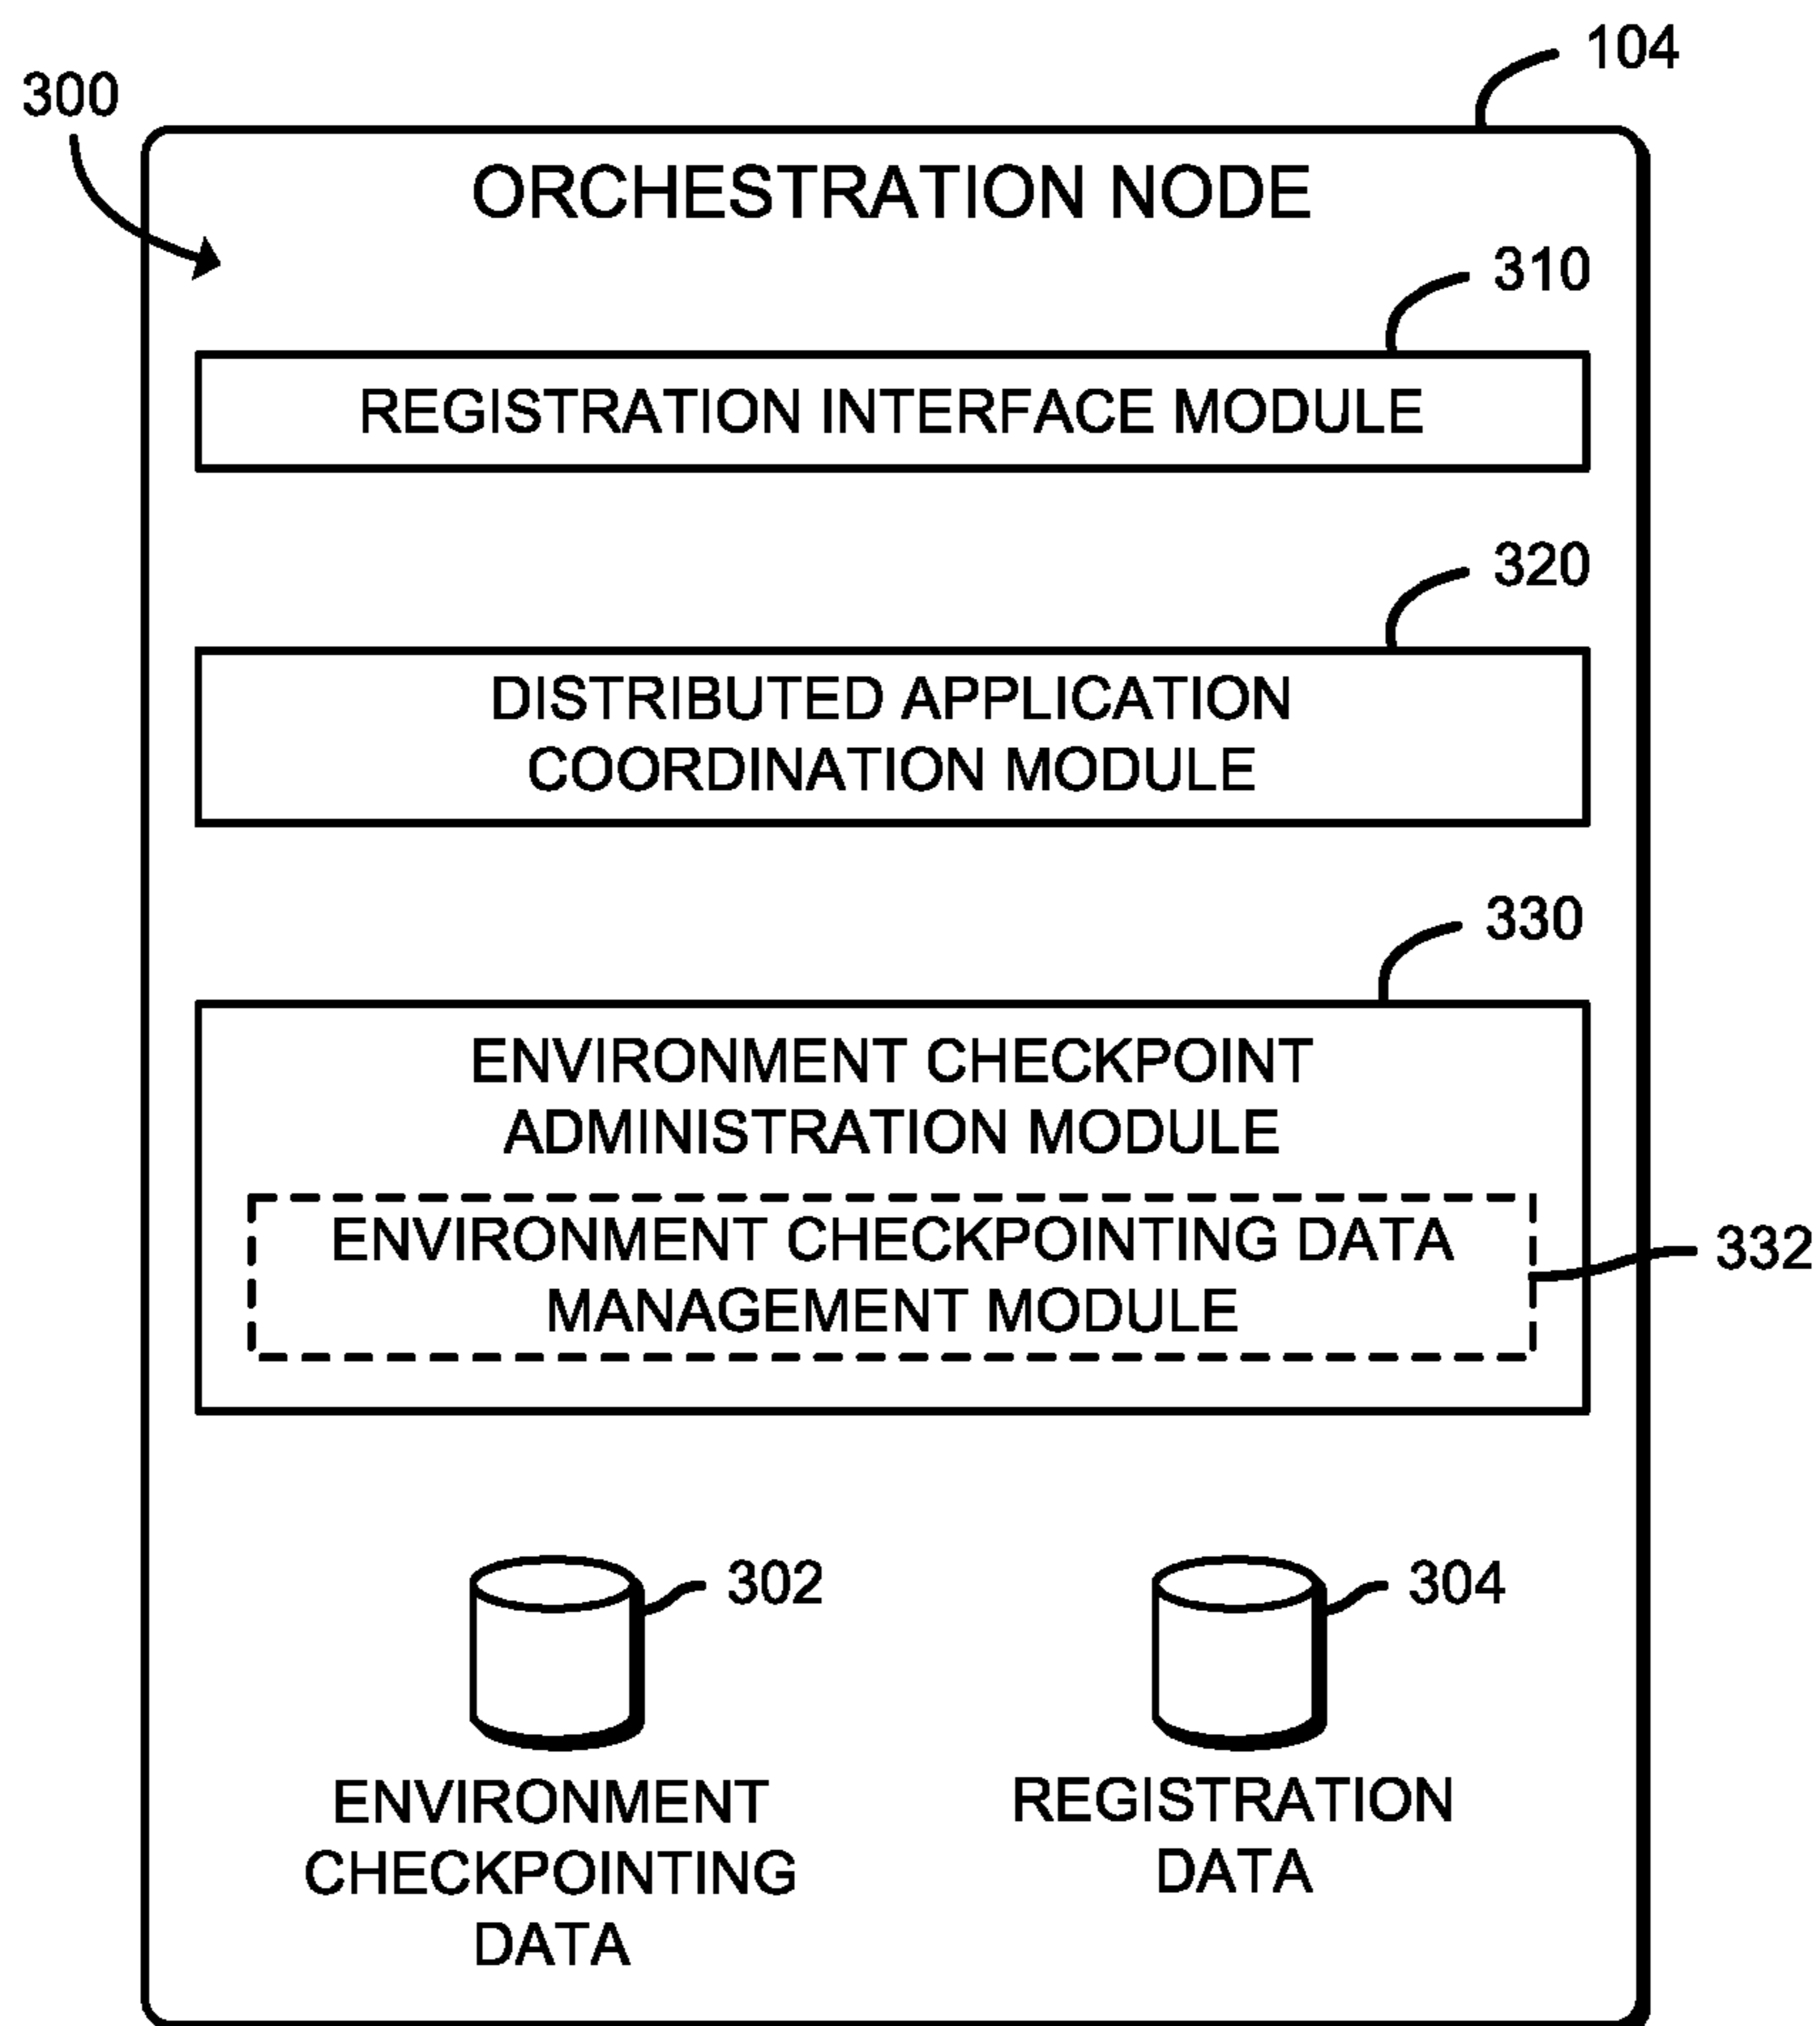 104
300
ORCHESTRATION NODE
310
REGISTRATION INTERFACE MODULE
320
DISTRIBUTED APPLICATION
COORDINATION MODULE
330
ENVIRONMENT CHECKPOINT
ADMINISTRATION MODULE
ENVIRONMENT CHECKPOINTING DATA
MANAGEMENT MODULE
332
302
304
ENVIRONMENT
CHECKPOINTING
DATA
REGISTRATION
DATA